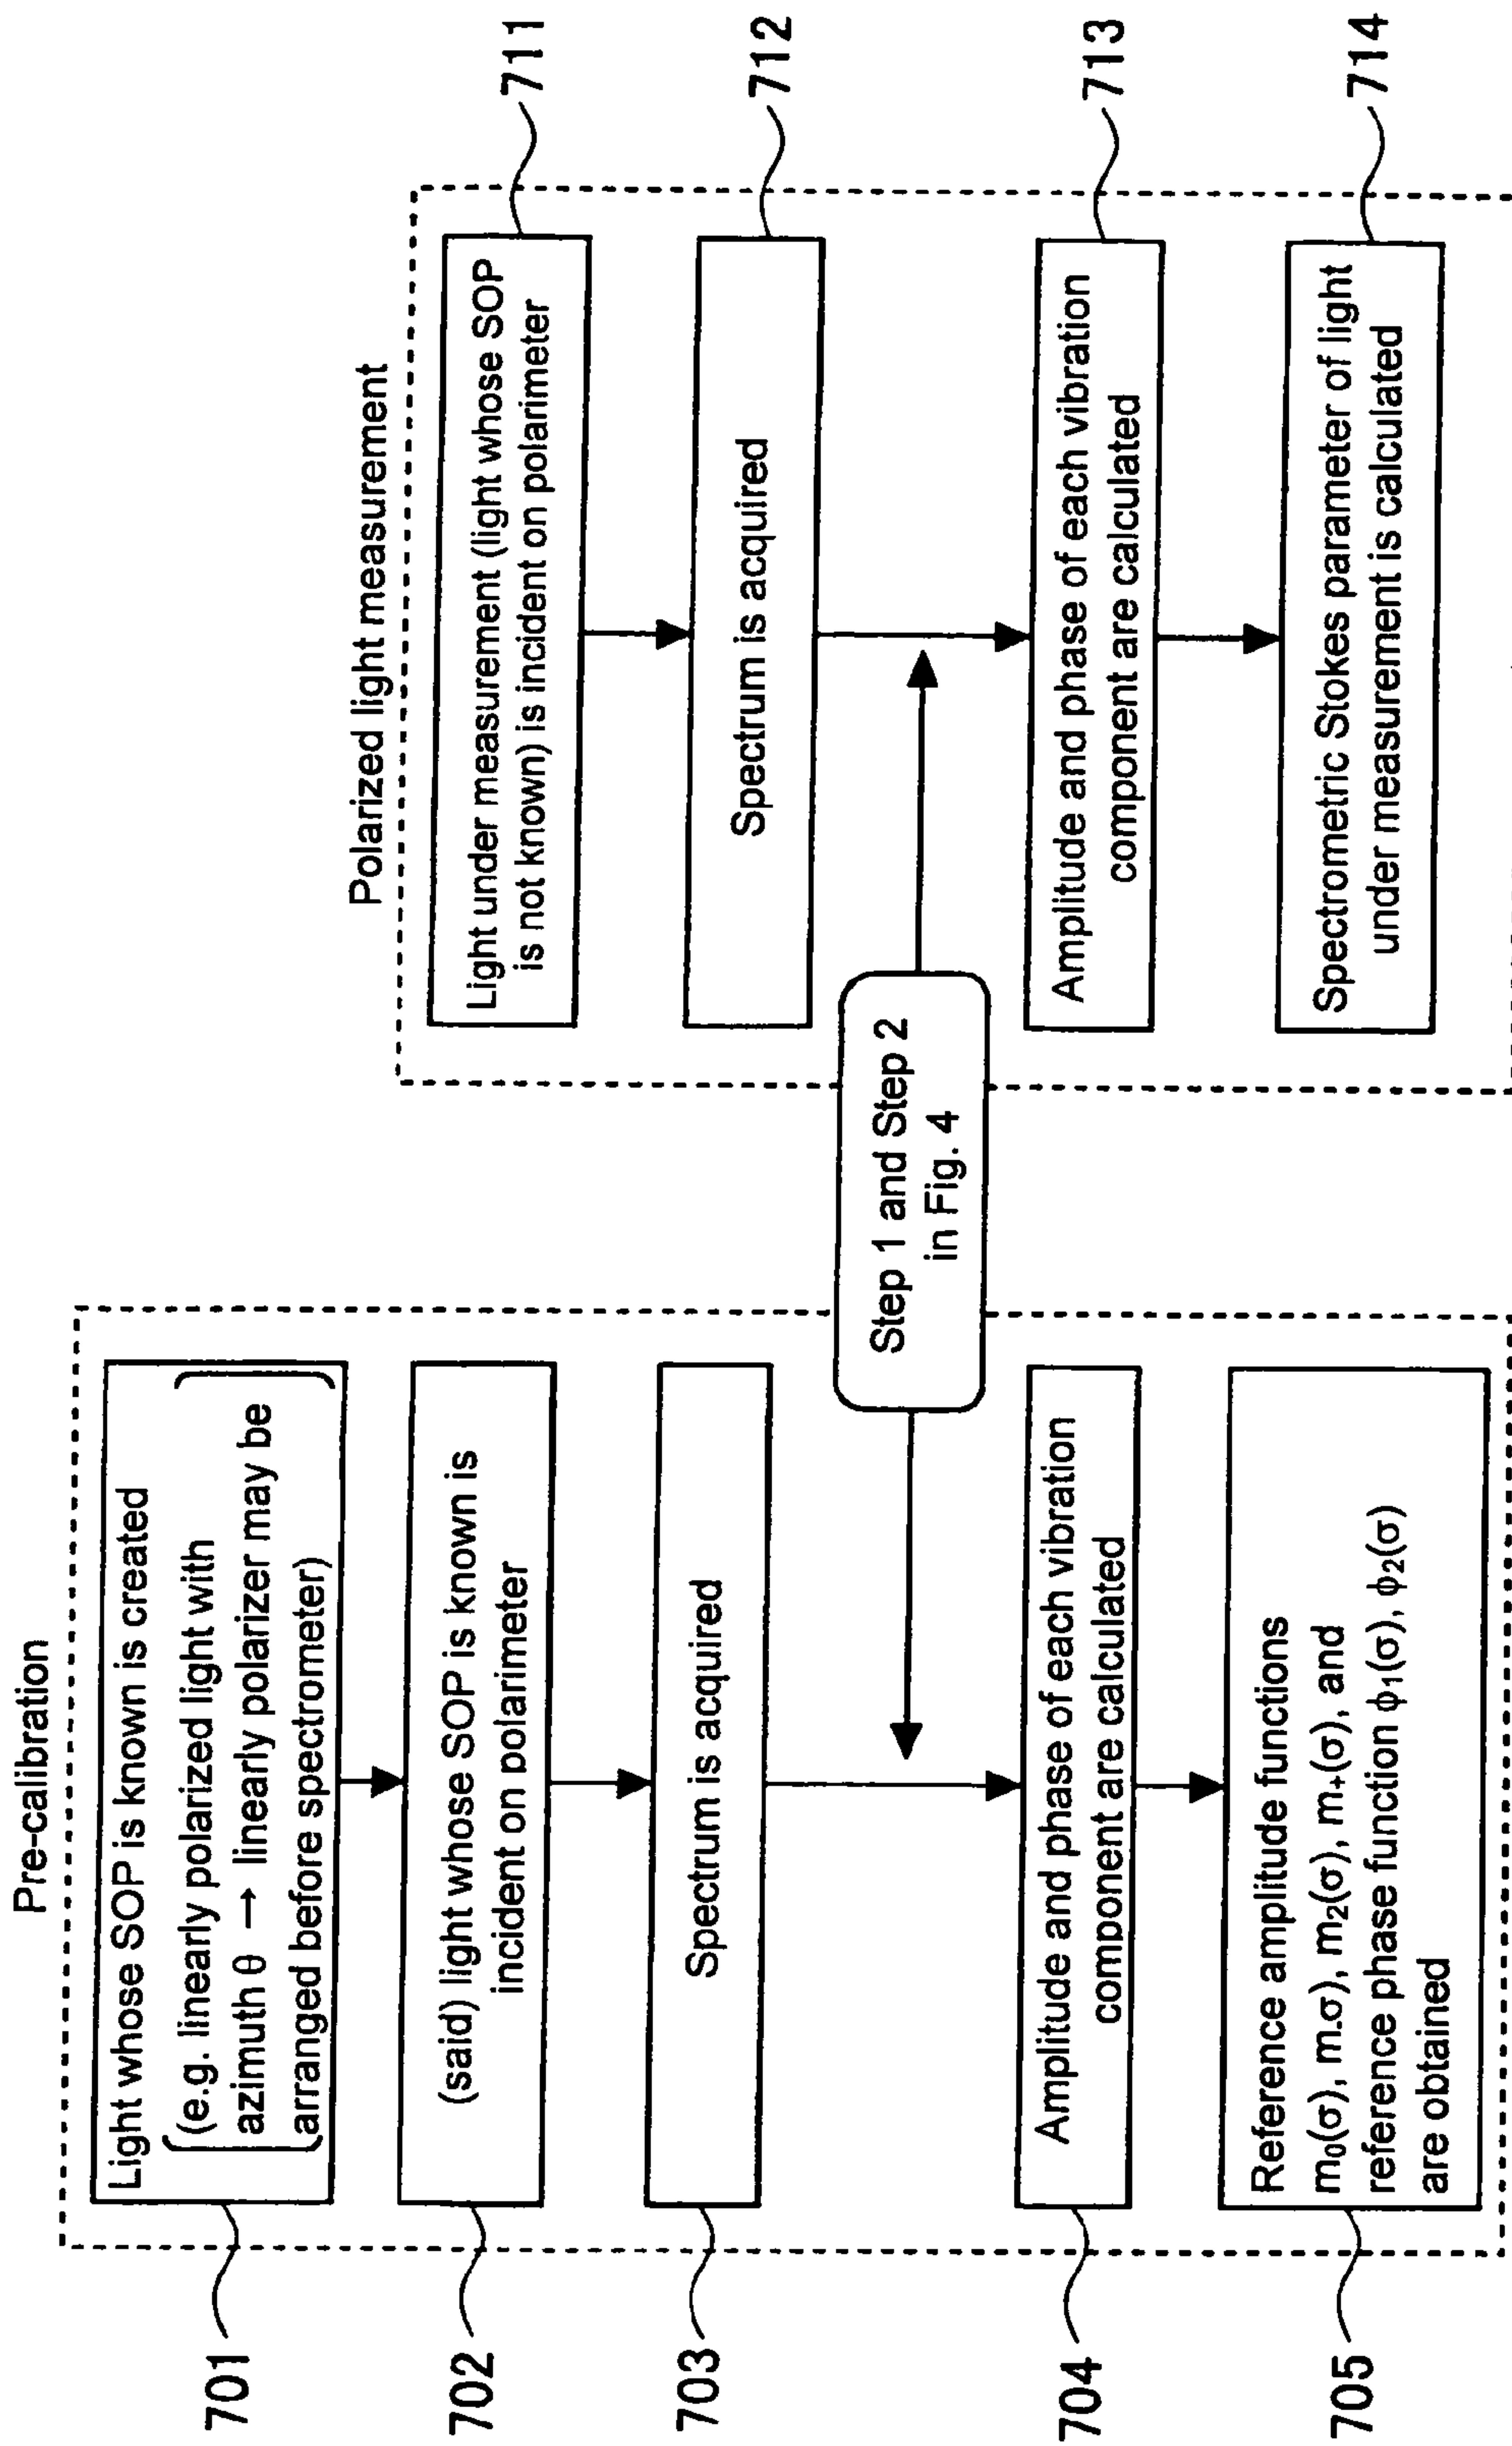 Pre-calibration
701
Light whose SOP is known is created
(e.g. linearly polarized light with
azimuth θ → linearly polarizer may be
arranged before spectrometer)
702
(said) light whose SOP is known is
incident on polarimeter
703
Spectrum is acquired
704
Amplitude and phase of each vibration
component are calculated
705
Reference amplitude functions
m₀(σ), m₋σ), m₂(σ), m₊(σ), and
reference phase function ϕ₁(σ), ϕ₂(σ)
are obtained
Step 1 and Step 2
in Fig. 4
Polarized light measurement
Light under measurement (light whose SOP
is not known) is incident on polarimeter
711
Spectrum is acquired
712
Amplitude and phase of each vibration
component are calculated
713
Spectrometric Stokes parameter of light
under measurement is calculated
714